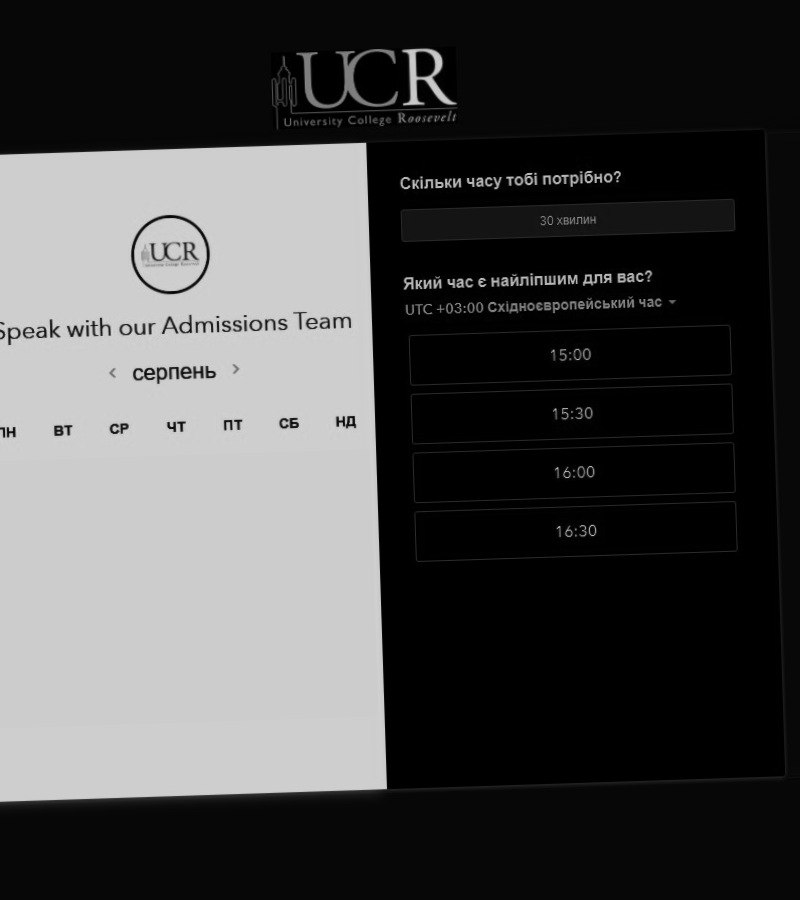 UCR
University College Roosevelt
UCR
Speak with our Admissions Team
серпень
ПН ВТ СР ЧТ ПТ СБ НД
Скільки часу тобі потрібно?
30 хвилин
Який час є найліпшим для вас?
UTC +03:00 Східноєвропейський час
15:00
15:30
16:00
16:30